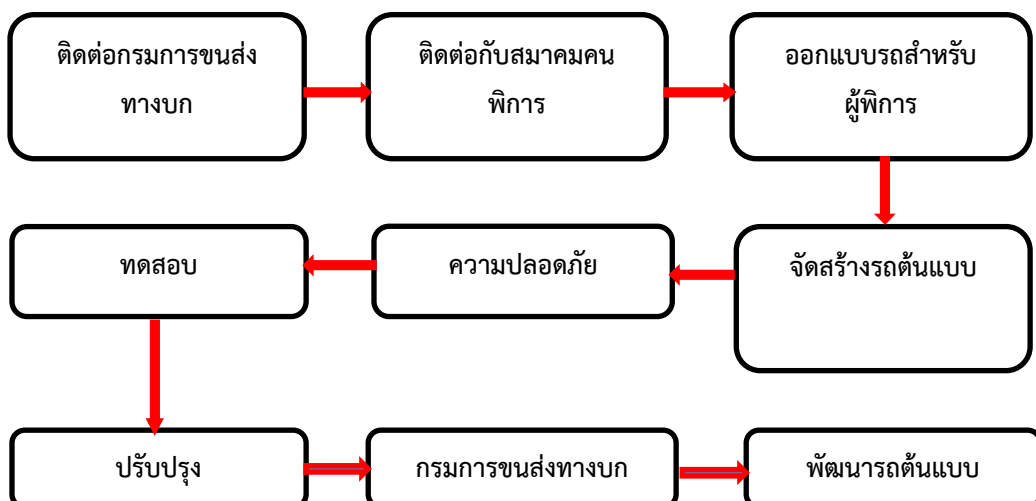 ติดต่อกรมการขนส่ง
ทางบก
ติดต่อกับสมาคมคน
พิการ
ออกแบบรถสำหรับ
ผู้พิการ
จัดสร้างรถต้นแบบ
ความปลอดภัย
ทดสอบ
ปรับปรุง
กรมการขนส่งทางบก
พัฒนารถต้นแบบ